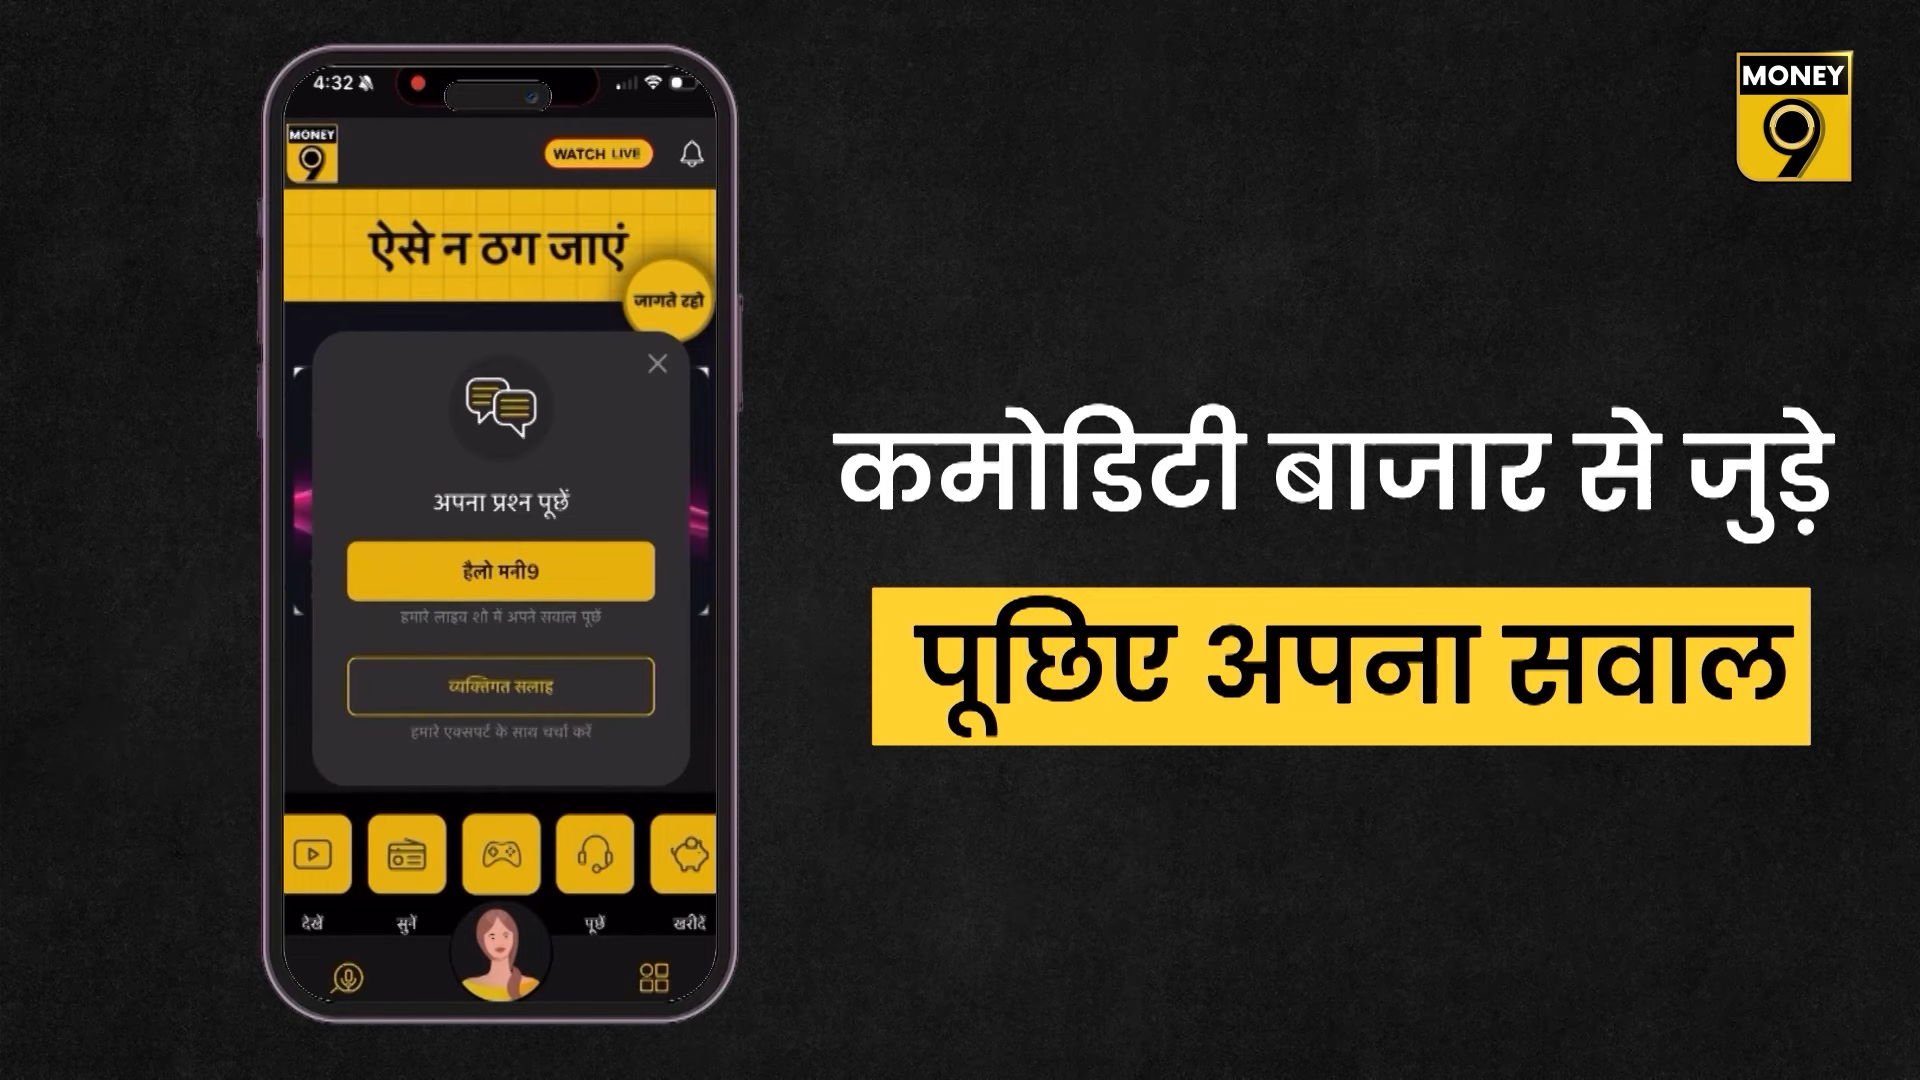 4:32
MONEY
9
WATCH LIVE
ऐसे न ठग जाएं
जागते रहो
अपना प्रश्न पूछें
हैलो मनी9
हमारे लाइव शो में अपने सवाल पूछें
व्यक्तिगत सलाह
हमारे एक्सपर्ट के साथ चर्चा करें
देखें
सुनें
पूछें
खरीदें
MONEY
9
कमोडिटी बाजार से जुड़े
पूछिए अपना सवाल